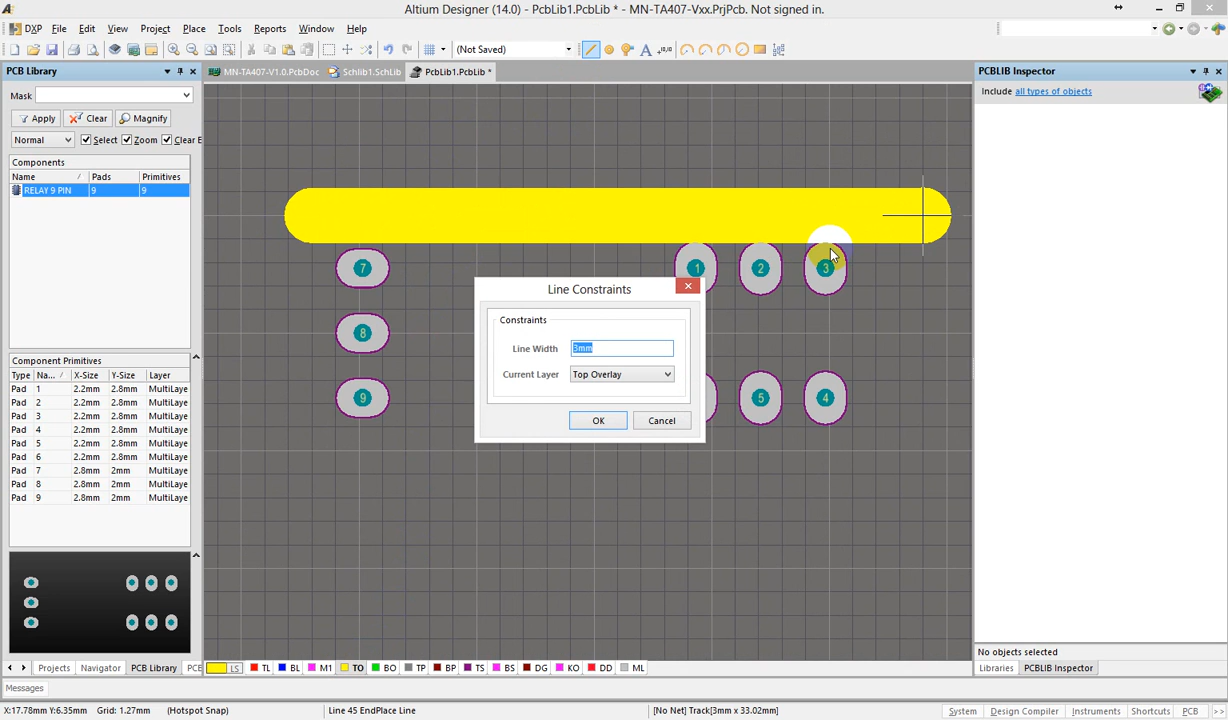 Altium Designer (14.0) - PcbLib1.PcbLib * - MN-TA407-Vxx.PrjPcb. Not signed in.
DXP File Edit View Project Place Tools Reports Window Help
(Not Saved)
PCB Library
MN-TA407-V1.0.PcbDoc Schlib1.SchLib PcbLib1.PcbLib *
PCBLIB Inspector
Mask
Include all types of objects
Apply Clear Magnify
Normal Select Zoom Clear E
Components
Name Pads Primitives
RELAY 9 PIN 9 9
7 1 2 3
Line Constraints
Constraints
8
Line Width 3mm
Current Layer Top Overlay
9 5 4
OK Cancel
Component Primitives
Type Na... X-Size Y-Size Layer
Pad 1 2.2mm 2.8mm MultiLaye
Pad 2 2.2mm 2.8mm MultiLaye
Pad 3 2.2mm 2.8mm MultiLaye
Pad 4 2.2mm 2.8mm MultiLaye
Pad 5 2.2mm 2.8mm MultiLaye
Pad 6 2.2mm 2.8mm MultiLaye
Pad 7 2.8mm 2mm MultiLaye
Pad 8 2.8mm 2mm MultiLaye
Pad 9 2.8mm 2mm MultiLaye
No objects selected
Projects Navigator PCB Library PCE
LS TL BL M1 TO BO TP BP TS BS DG KO DD ML
Libraries PCBLIB Inspector
Messages
X:17.78mm Y:6.35mm Grid: 1.27mm (Hotspot Snap) Line 45 EndPlace Line [No Net] Track[3mm x 33.02mm] System Design Compiler Instruments Shortcuts PCB >>